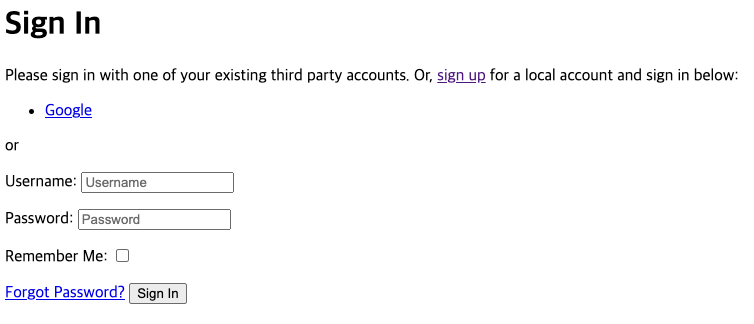 Sign In
Please sign in with one of your existing third party accounts. Or, sign up for a local account and sign in below:
Google
or
Username: Username
Password: Password
Remember Me:
Forgot Password? Sign In